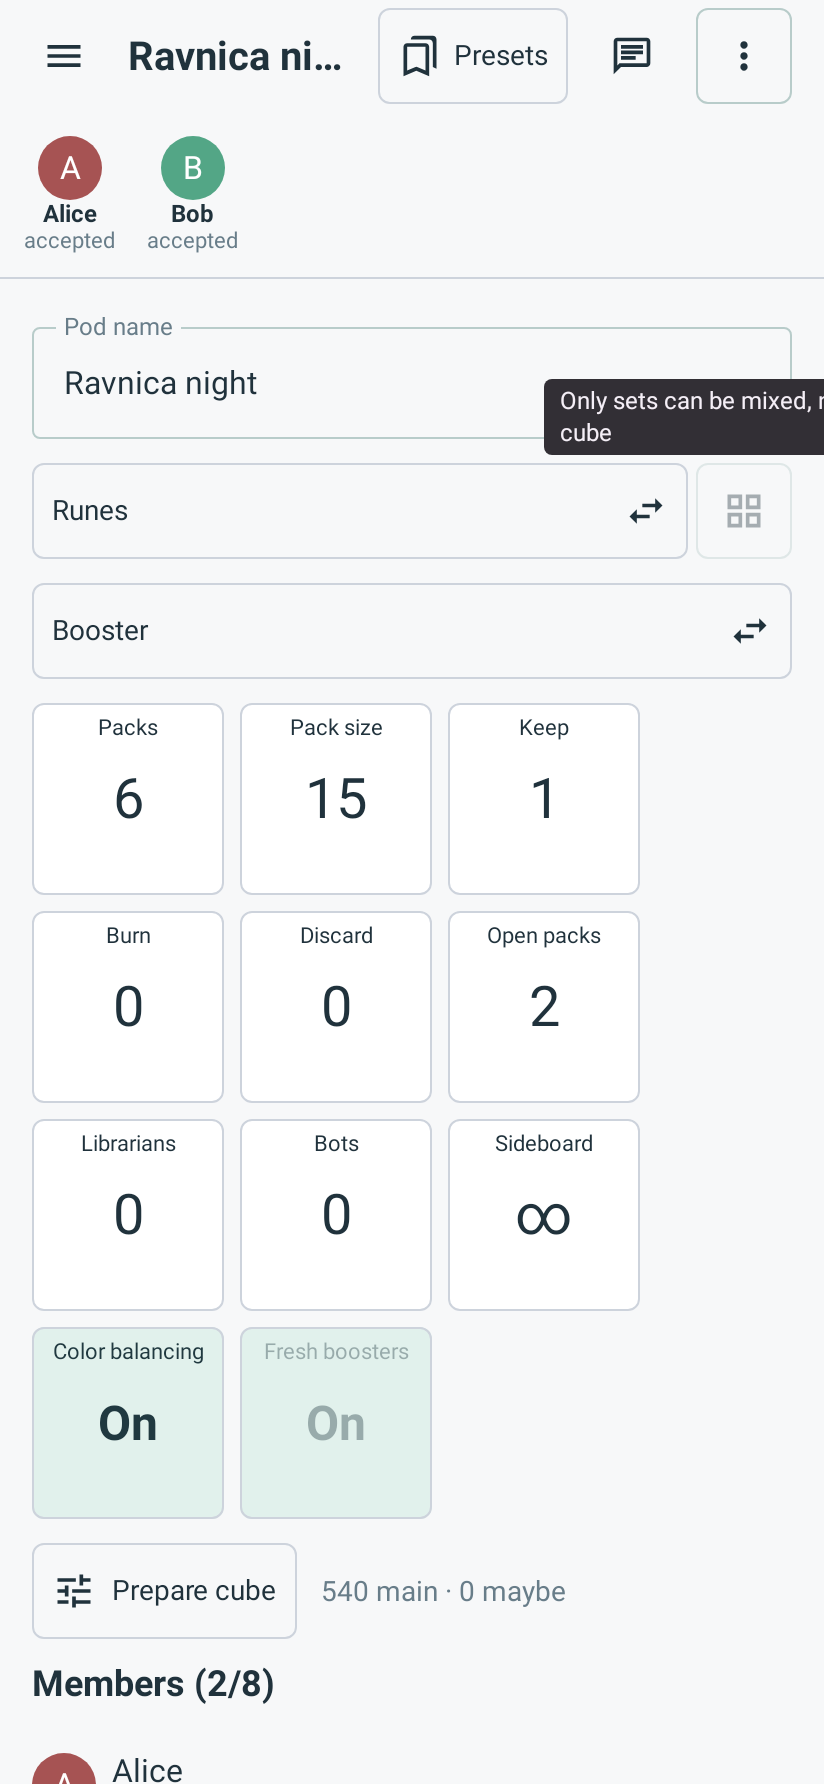 Ravnica ni...
Presets
A
B
Alice
Bob
accepted
accepted
Pod name
Ravnica night
Only sets can be mixed,
cube
Runes
Booster
Packs
Pack size
Keep
6
15
1
Burn
Discard
Open packs
0
0
2
Librarians
Bots
Sideboard
0
0
∞
Color balancing
Fresh boosters
On
On
Prepare cube
540 main · 0 maybe
Members (2/8)
A
Alice